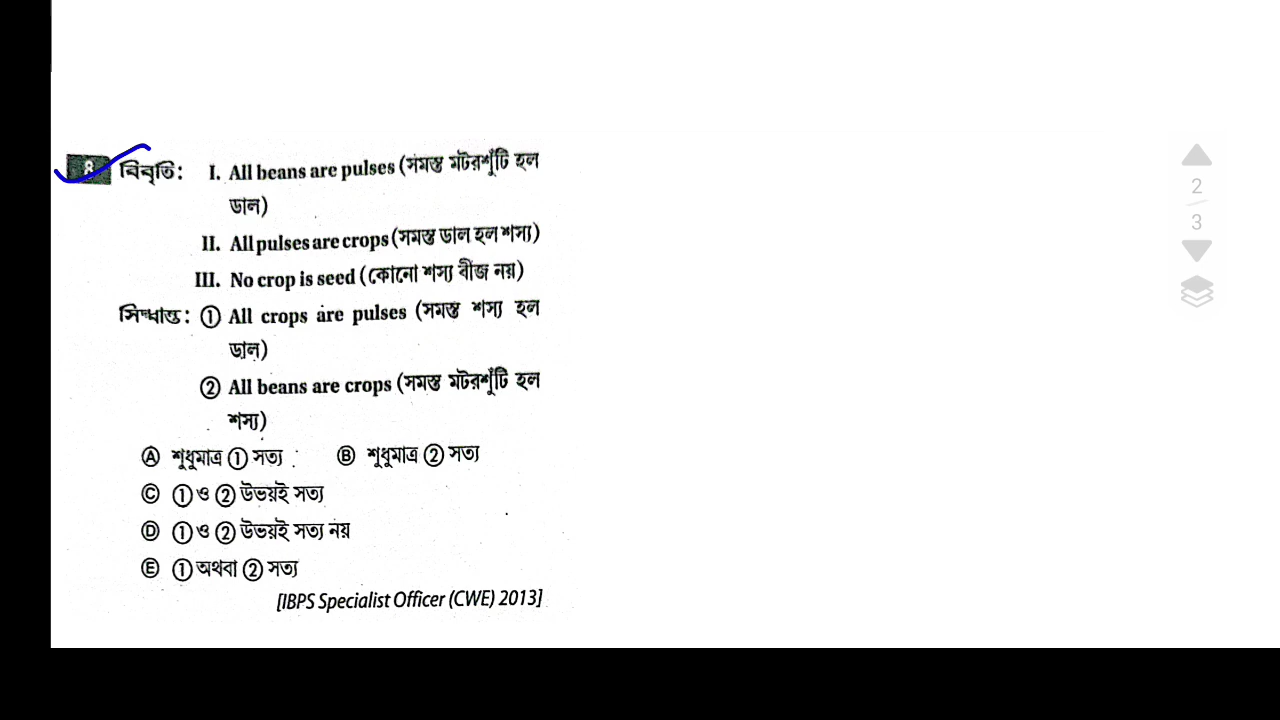 8 বিবৃতি: I. All beans are pulses (সমস্ত মটরশুঁটি হল
ডাল)
II. All pulses are crops (সমস্ত ডাল হল শস্য)
III. No crop is seed (কোনো শস্য বীজ নয়)
সিদ্ধান্ত: ① All crops are pulses (সমস্ত শস্য হল
ডাল)
② All beans are crops (সমস্ত মটরশুঁটি হল
শস্য)
Ⓐ শুধুমাত্র ① সত্য Ⓑ শুধুমাত্র ② সত্য
Ⓒ ① ও ② উভয়ই সত্য
Ⓓ ① ও ② উভয়ই সত্য নয়
Ⓔ ① অথবা ② সত্য
[IBPS Specialist Officer (CWE) 2013]
2
3